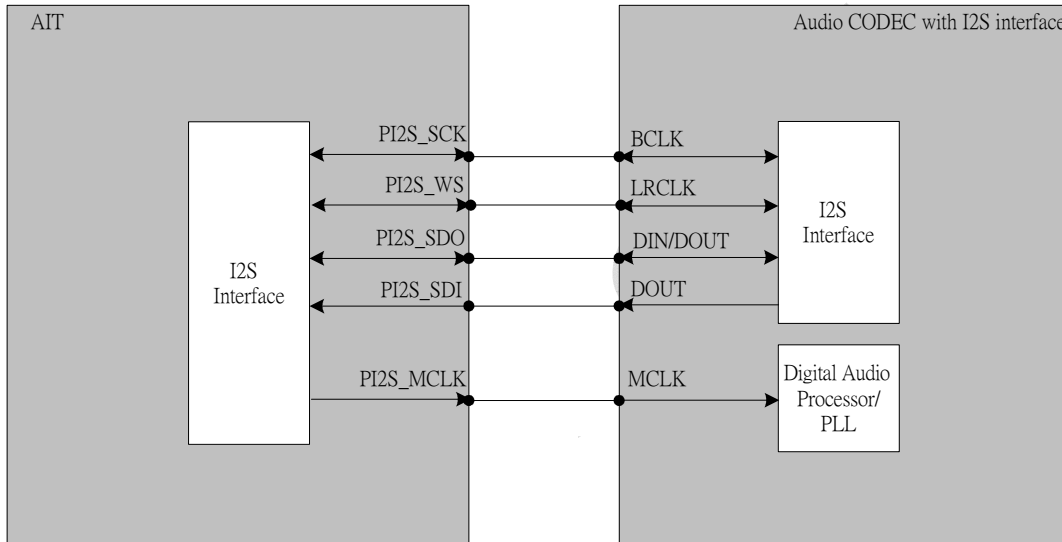 AIT
Audio CODEC with I2S interface
PI2S_SCK
BCLK
PI2S_WS
LRCLK
PI2S_SDO
DIN/DOUT
PI2S_SDI
DOUT
I2S
Interface
I2S
Interface
PI2S_MCLK
MCLK
Digital Audio
Processor/
PLL